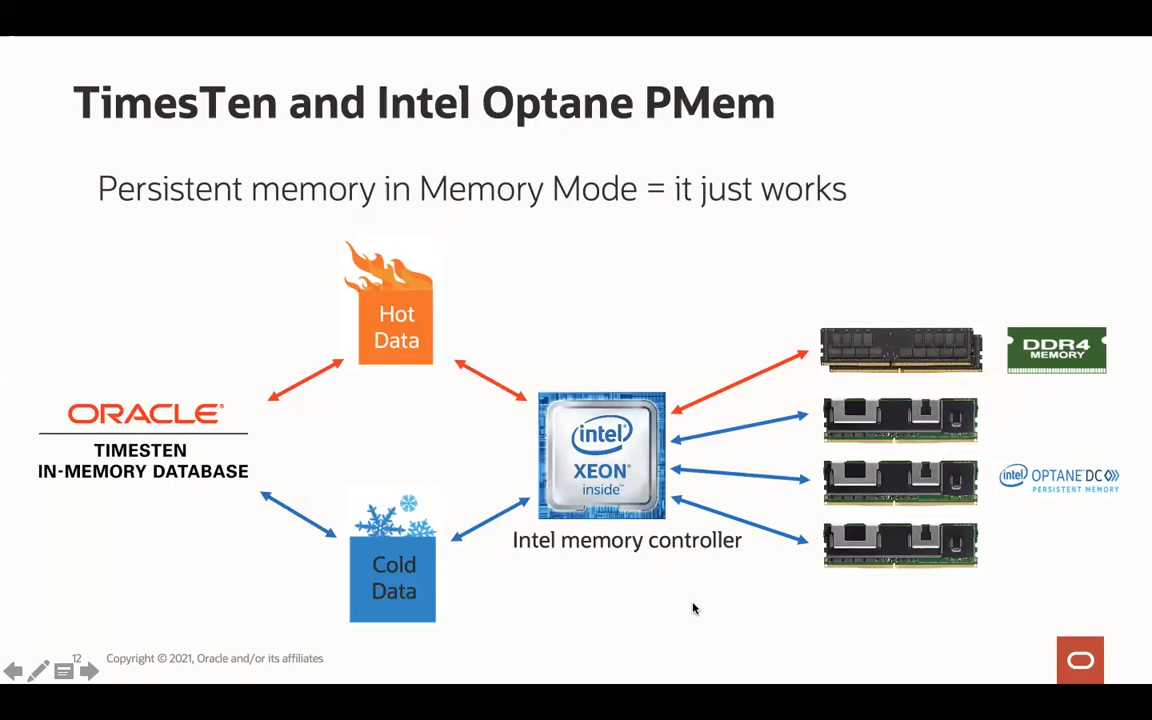 TimesTen and Intel Optane PMem
Persistent memory in Memory Mode = it just works
Hot
Data
ORACLE®
TIMESTEN
IN-MEMORY DATABASE
Cold
Data
intel®
XEON®
inside™
Intel memory controller
DDR4
MEMORY
intel OPTANE DC
PERSISTENT MEMORY
12 Copyright © 2021, Oracle and/or its affiliates